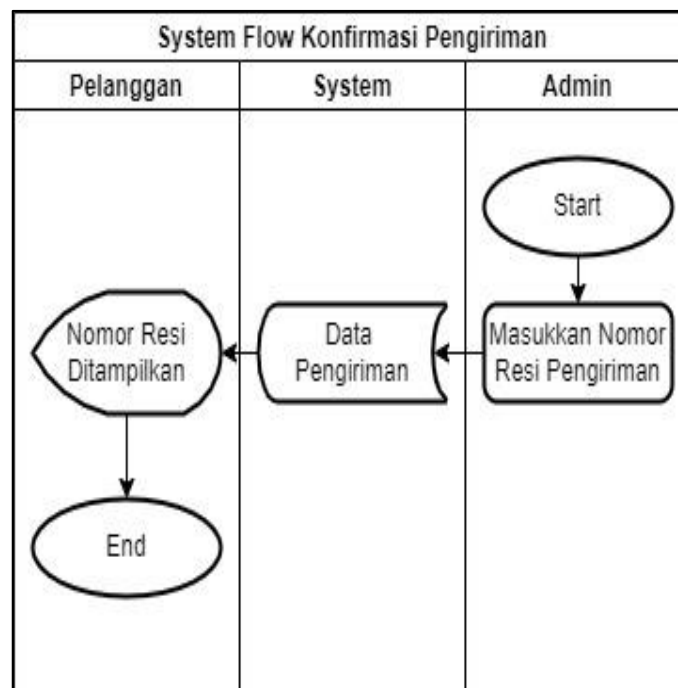 System Flow Konfirmasi Pengiriman
Pelanggan
System
Admin
Start
Nomor Resi
Ditampilkan
Data
Pengiriman
Masukkan Nomor
Resi Pengiriman
End